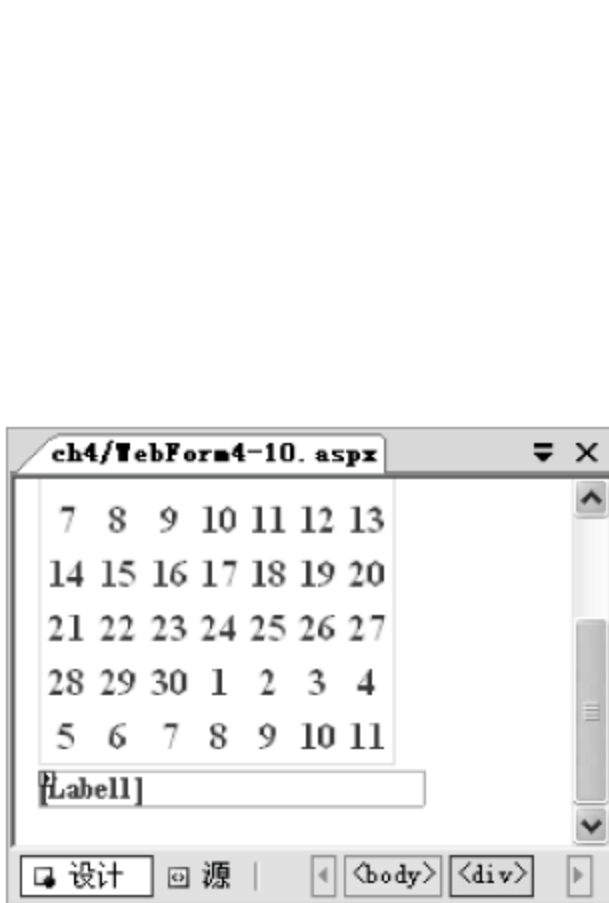 ch4/WebForm4-10.aspx
7 8 9 10 11 12 13
14 15 16 17 18 19 20
21 22 23 24 25 26 27
28 29 30 1 2 3 4
5 6 7 8 9 10 11
[Label1]
设计 源 <body> <div>